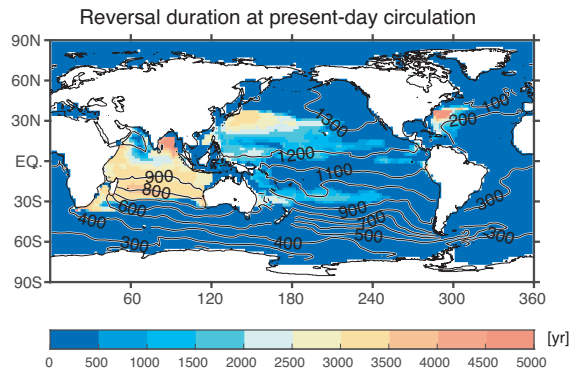 Reversal duration at present-day circulation
90N
60N
30N
EQ.
30S
60S
90S
1300
100
200
1200
1100
900
800
600
400
300
900
700
500
400
300
300
60 120 180 240 300 360
[yr]
0 500 1000 1500 2000 2500 3000 3500 4000 4500 5000